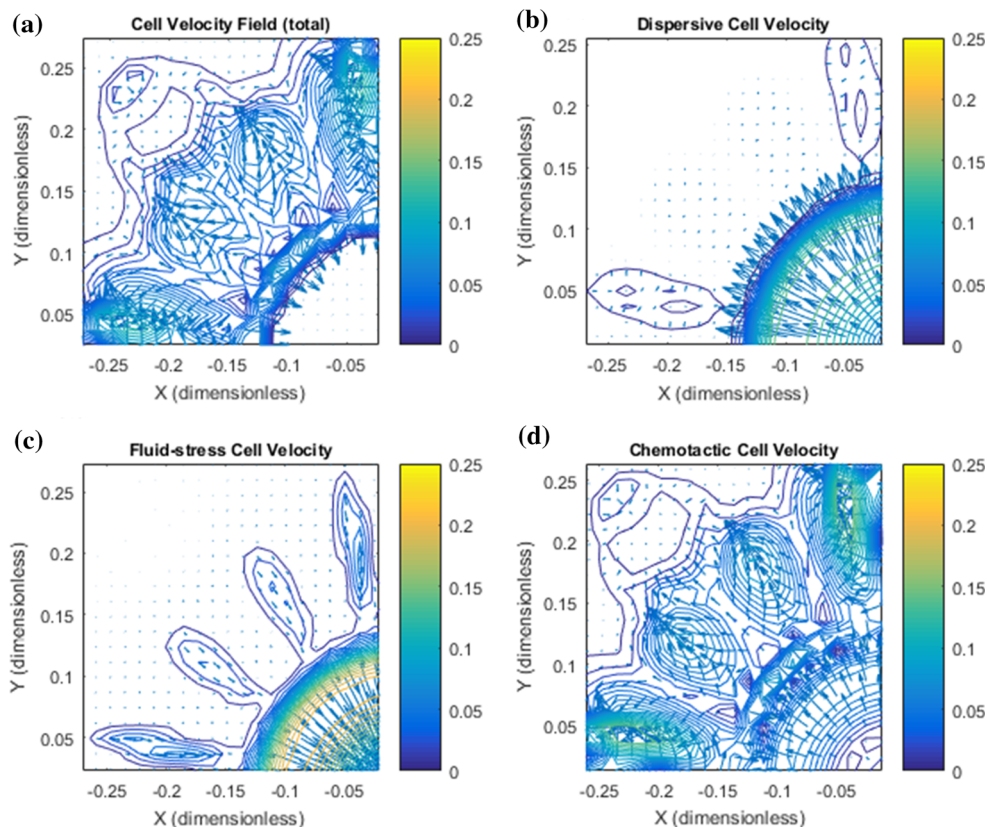 (a)
Cell Velocity Field (total)
0.25
0.2
0.15
0.1
0.05
Y (dimensionless)
-0.25 -0.2 -0.15 -0.1 -0.05
X (dimensionless)
0.25
0.2
0.15
0.1
0.05
0
(b)
Dispersive Cell Velocity
0.25
0.2
0.15
0.1
0.05
Y (dimensionless)
-0.25 -0.2 -0.15 -0.1 -0.05
X (dimensionless)
0.25
0.2
0.15
0.1
0.05
0
(c)
Fluid-stress Cell Velocity
0.25
0.2
0.15
0.1
0.05
Y (dimensionless)
-0.25 -0.2 -0.15 -0.1 -0.05
X (dimensionless)
0.25
0.2
0.15
0.1
0.05
0
(d)
Chemotactic Cell Velocity
0.25
0.2
0.15
0.1
0.05
Y (dimensionless)
-0.25 -0.2 -0.15 -0.1 -0.05
X (dimensionless)
0.25
0.2
0.15
0.1
0.05
0